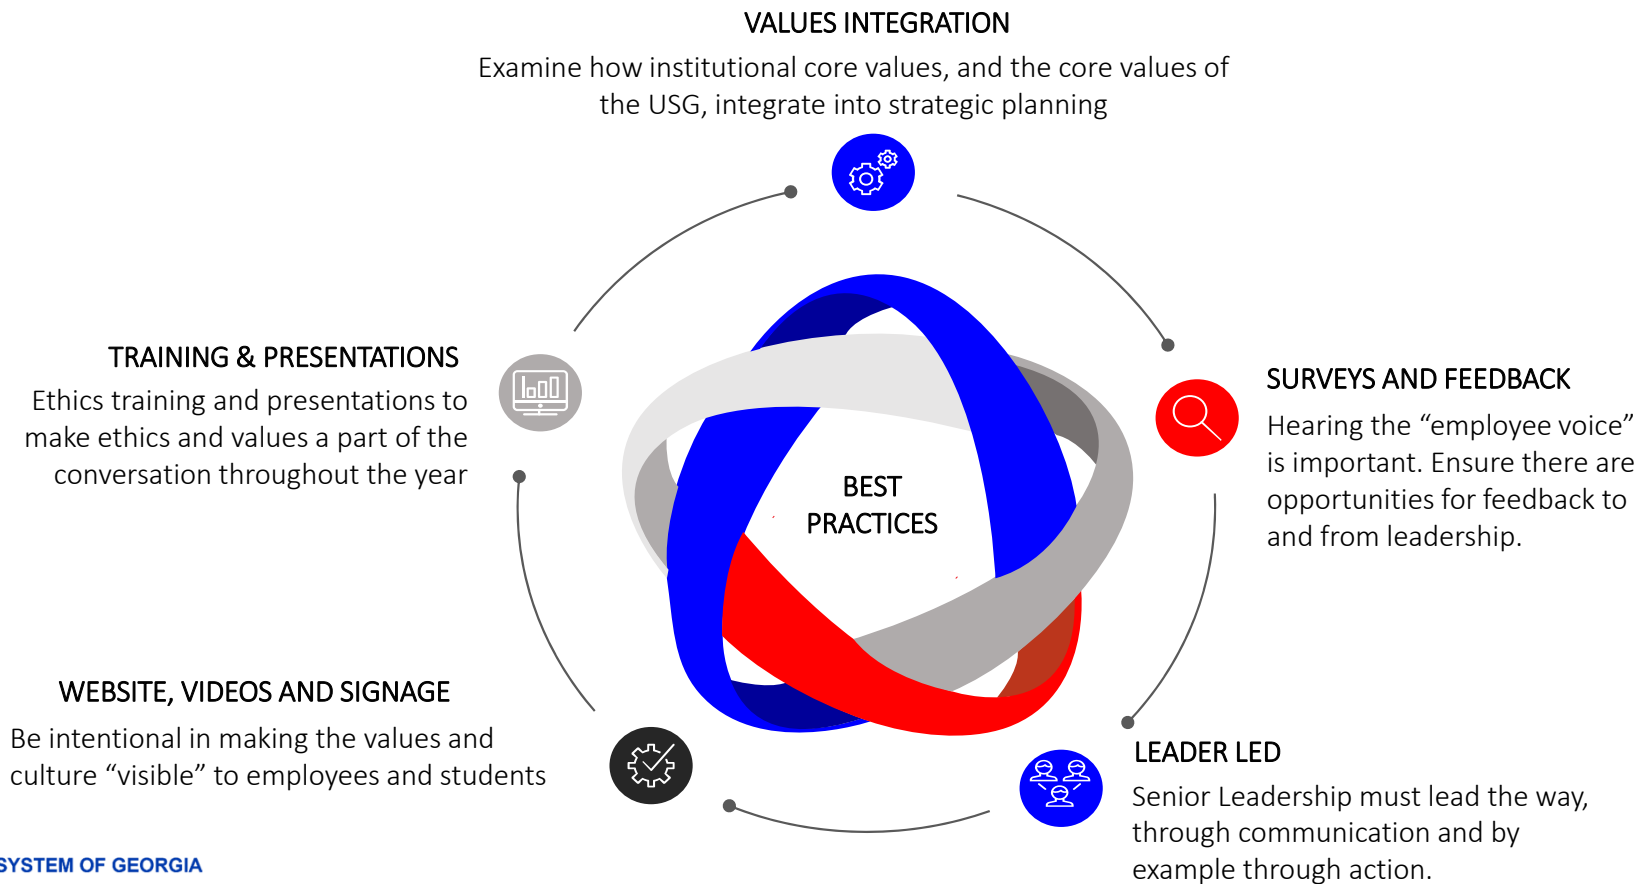 VALUES INTEGRATION
Examine how institutional core values, and the core values of
the USG, integrate into strategic planning
TRAINING & PRESENTATIONS
Ethics training and presentations to
make ethics and values a part of the
conversation throughout the year
SURVEYS AND FEEDBACK
Hearing the “employee voice”
is important. Ensure there are
opportunities for feedback to
and from leadership.
BEST
PRACTICES
WEBSITE, VIDEOS AND SIGNAGE
Be intentional in making the values and
culture “visible” to employees and students
LEADER LED
Senior Leadership must lead the way,
through communication and by
example through action.
SYSTEM OF GEORGIA